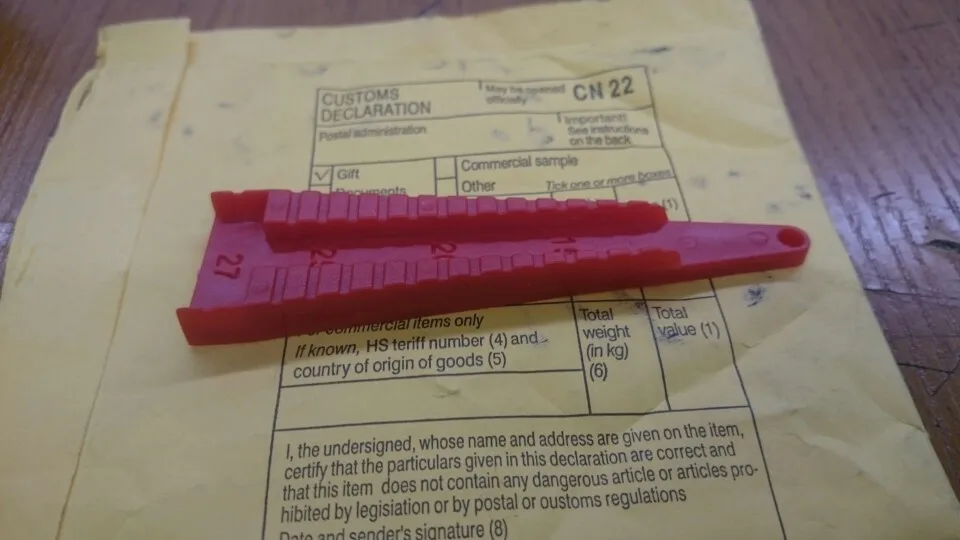 CUSTOMS
DECLARATION
May be opened
officially
CN 22
Postal administration
Important!
See instructions
on the back
Gift
Commercial sample
Documents
Other
Tick one or more boxes
(1)
27
commercial items only
If known, HS teriff number (4) and
country of origin of goods (5)
Total
weight
(in kg)
(6)
Total
value (1)
I, the undersigned, whose name and address are given on the item,
certify that the particulars given in this declaration are correct and
that this item does not contain any dangerous article or articles pro-
hibited by legisiation or by postal or oustoms regulations
Date and sender's signature (8)